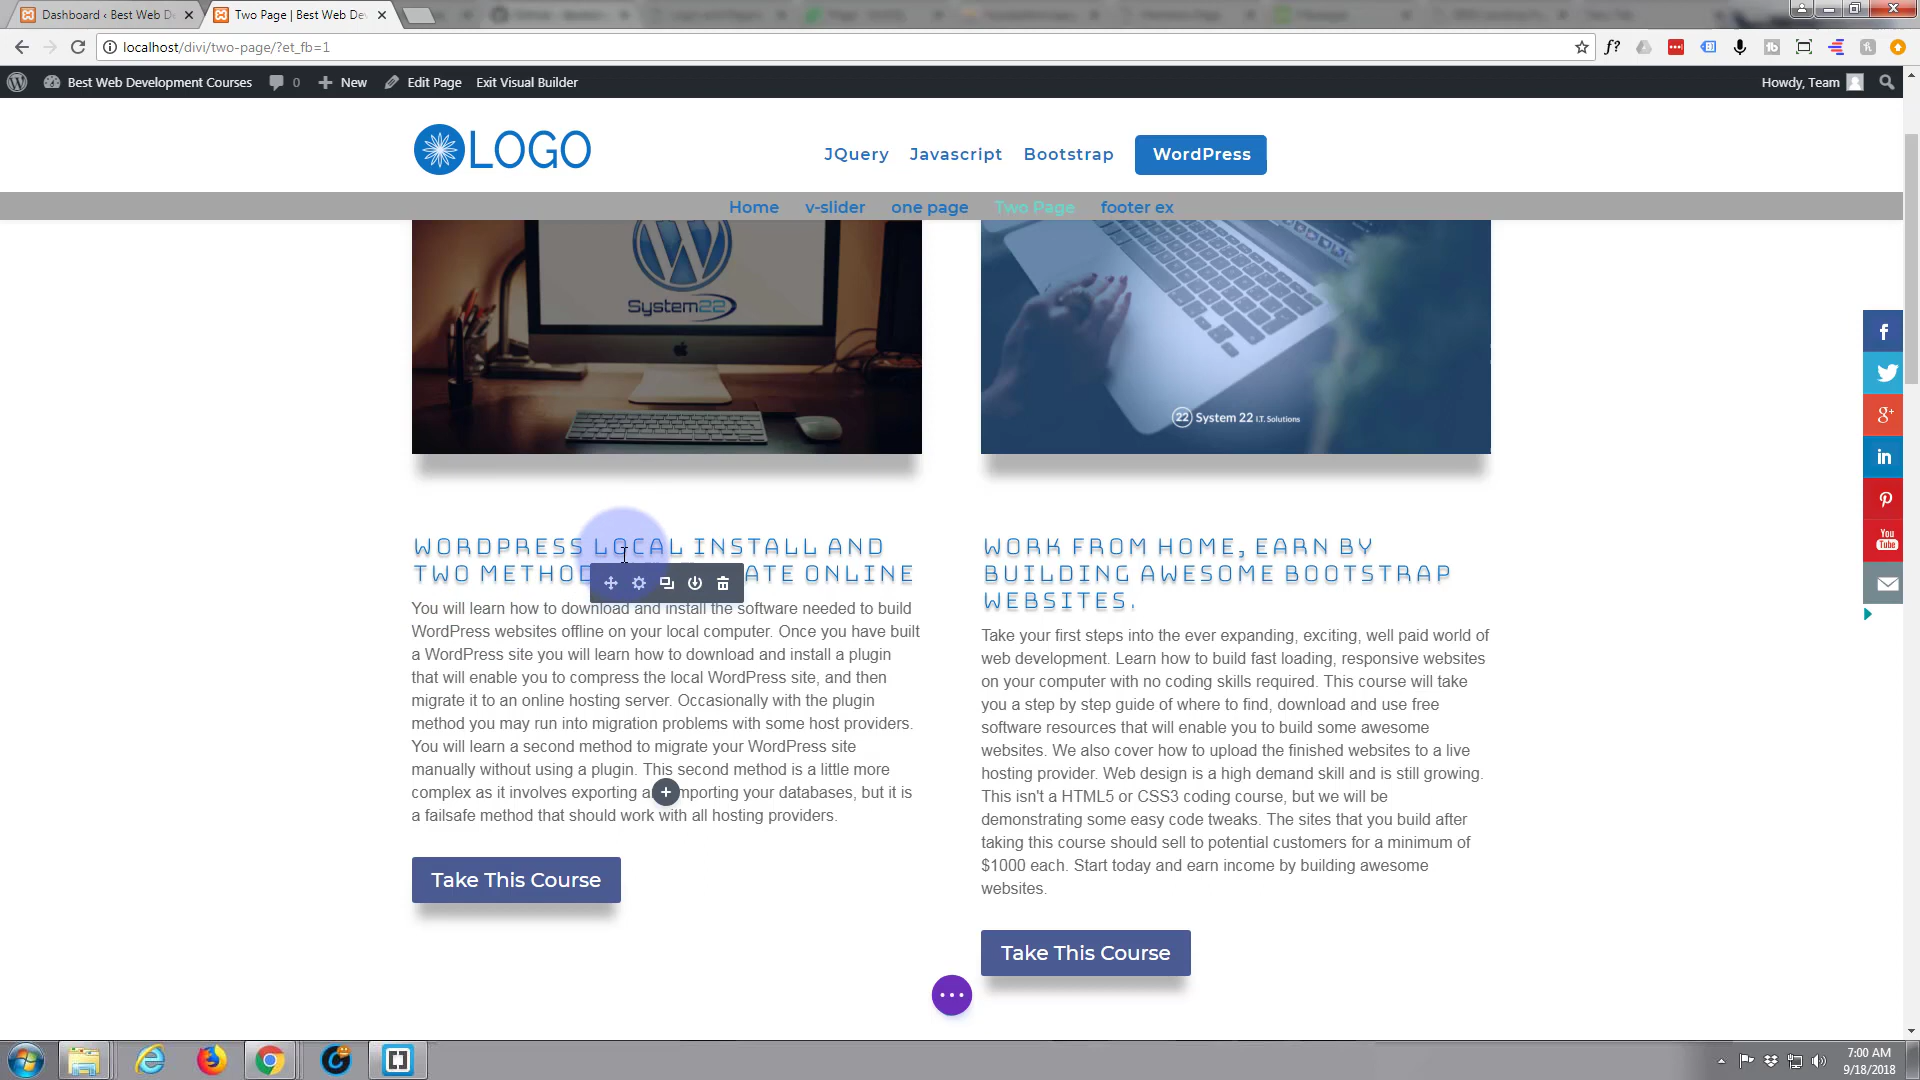 Dashboard ‹ Best Web D
Two Page | Best Web De
localhost/divi/two-page/?et_fb=1
Best Web Development Courses
0
New
Edit Page
Exit Visual Builder
Howdy, Team
LOGO
JQuery
Javascript
Bootstrap
WordPress
Home
v-slider
one page
Two Page
footer ex
System22
22 System 22 I.T. Solutions
WORDPRESS LOCAL INSTALL AND
TWO METHOD ATE ONLINE
You will learn how to download and install the software needed to build
WordPress websites offline on your local computer. Once you have built
a WordPress site you will learn how to download and install a plugin
that will enable you to compress the local WordPress site, and then
migrate it to an online hosting server. Occasionally with the plugin
method you may run into migration problems with some host providers.
You will learn a second method to migrate your WordPress site
manually without using a plugin. This second method is a little more
complex as it involves exporting a importing your databases, but it is
a failsafe method that should work with all hosting providers.
Take This Course
WORK FROM HOME, EARN BY
BUILDING AWESOME BOOTSTRAP
WEBSITES.
Take your first steps into the ever expanding, exciting, well paid world of
web development. Learn how to build fast loading, responsive websites
on your computer with no coding skills required. This course will take
you a step by step guide of where to find, download and use free
software resources that will enable you to build some awesome
websites. We also cover how to upload the finished websites to a live
hosting provider. Web design is a high demand skill and is still growing.
This isn't a HTML5 or CSS3 coding course, but we will be
demonstrating some easy code tweaks. The sites that you build after
taking this course should sell to potential customers for a minimum of
$1000 each. Start today and earn income by building awesome
websites.
Take This Course
You
Tube
7:00 AM
9/18/2018